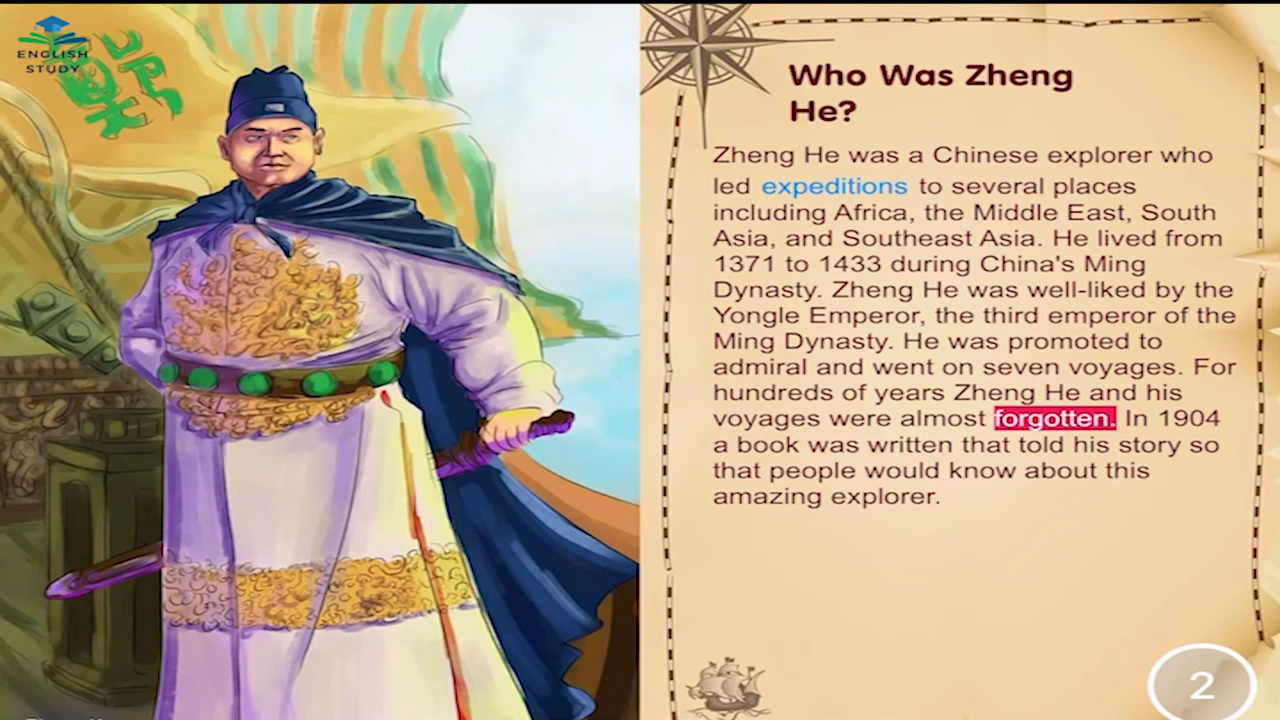 ENGLISH
STUDY
Who Was Zheng
He?
Zheng He was a Chinese explorer who
led expeditions to several places
including Africa, the Middle East, South
Asia, and Southeast Asia. He lived from
1371 to 1433 during China's Ming
Dynasty. Zheng He was well-liked by the
Yongle Emperor, the third emperor of the
Ming Dynasty. He was promoted to
admiral and went on seven voyages. For
hundreds of years Zheng He and his
voyages were almost forgotten. In 1904
a book was written that told his story so
that people would know about this
amazing explorer.
2